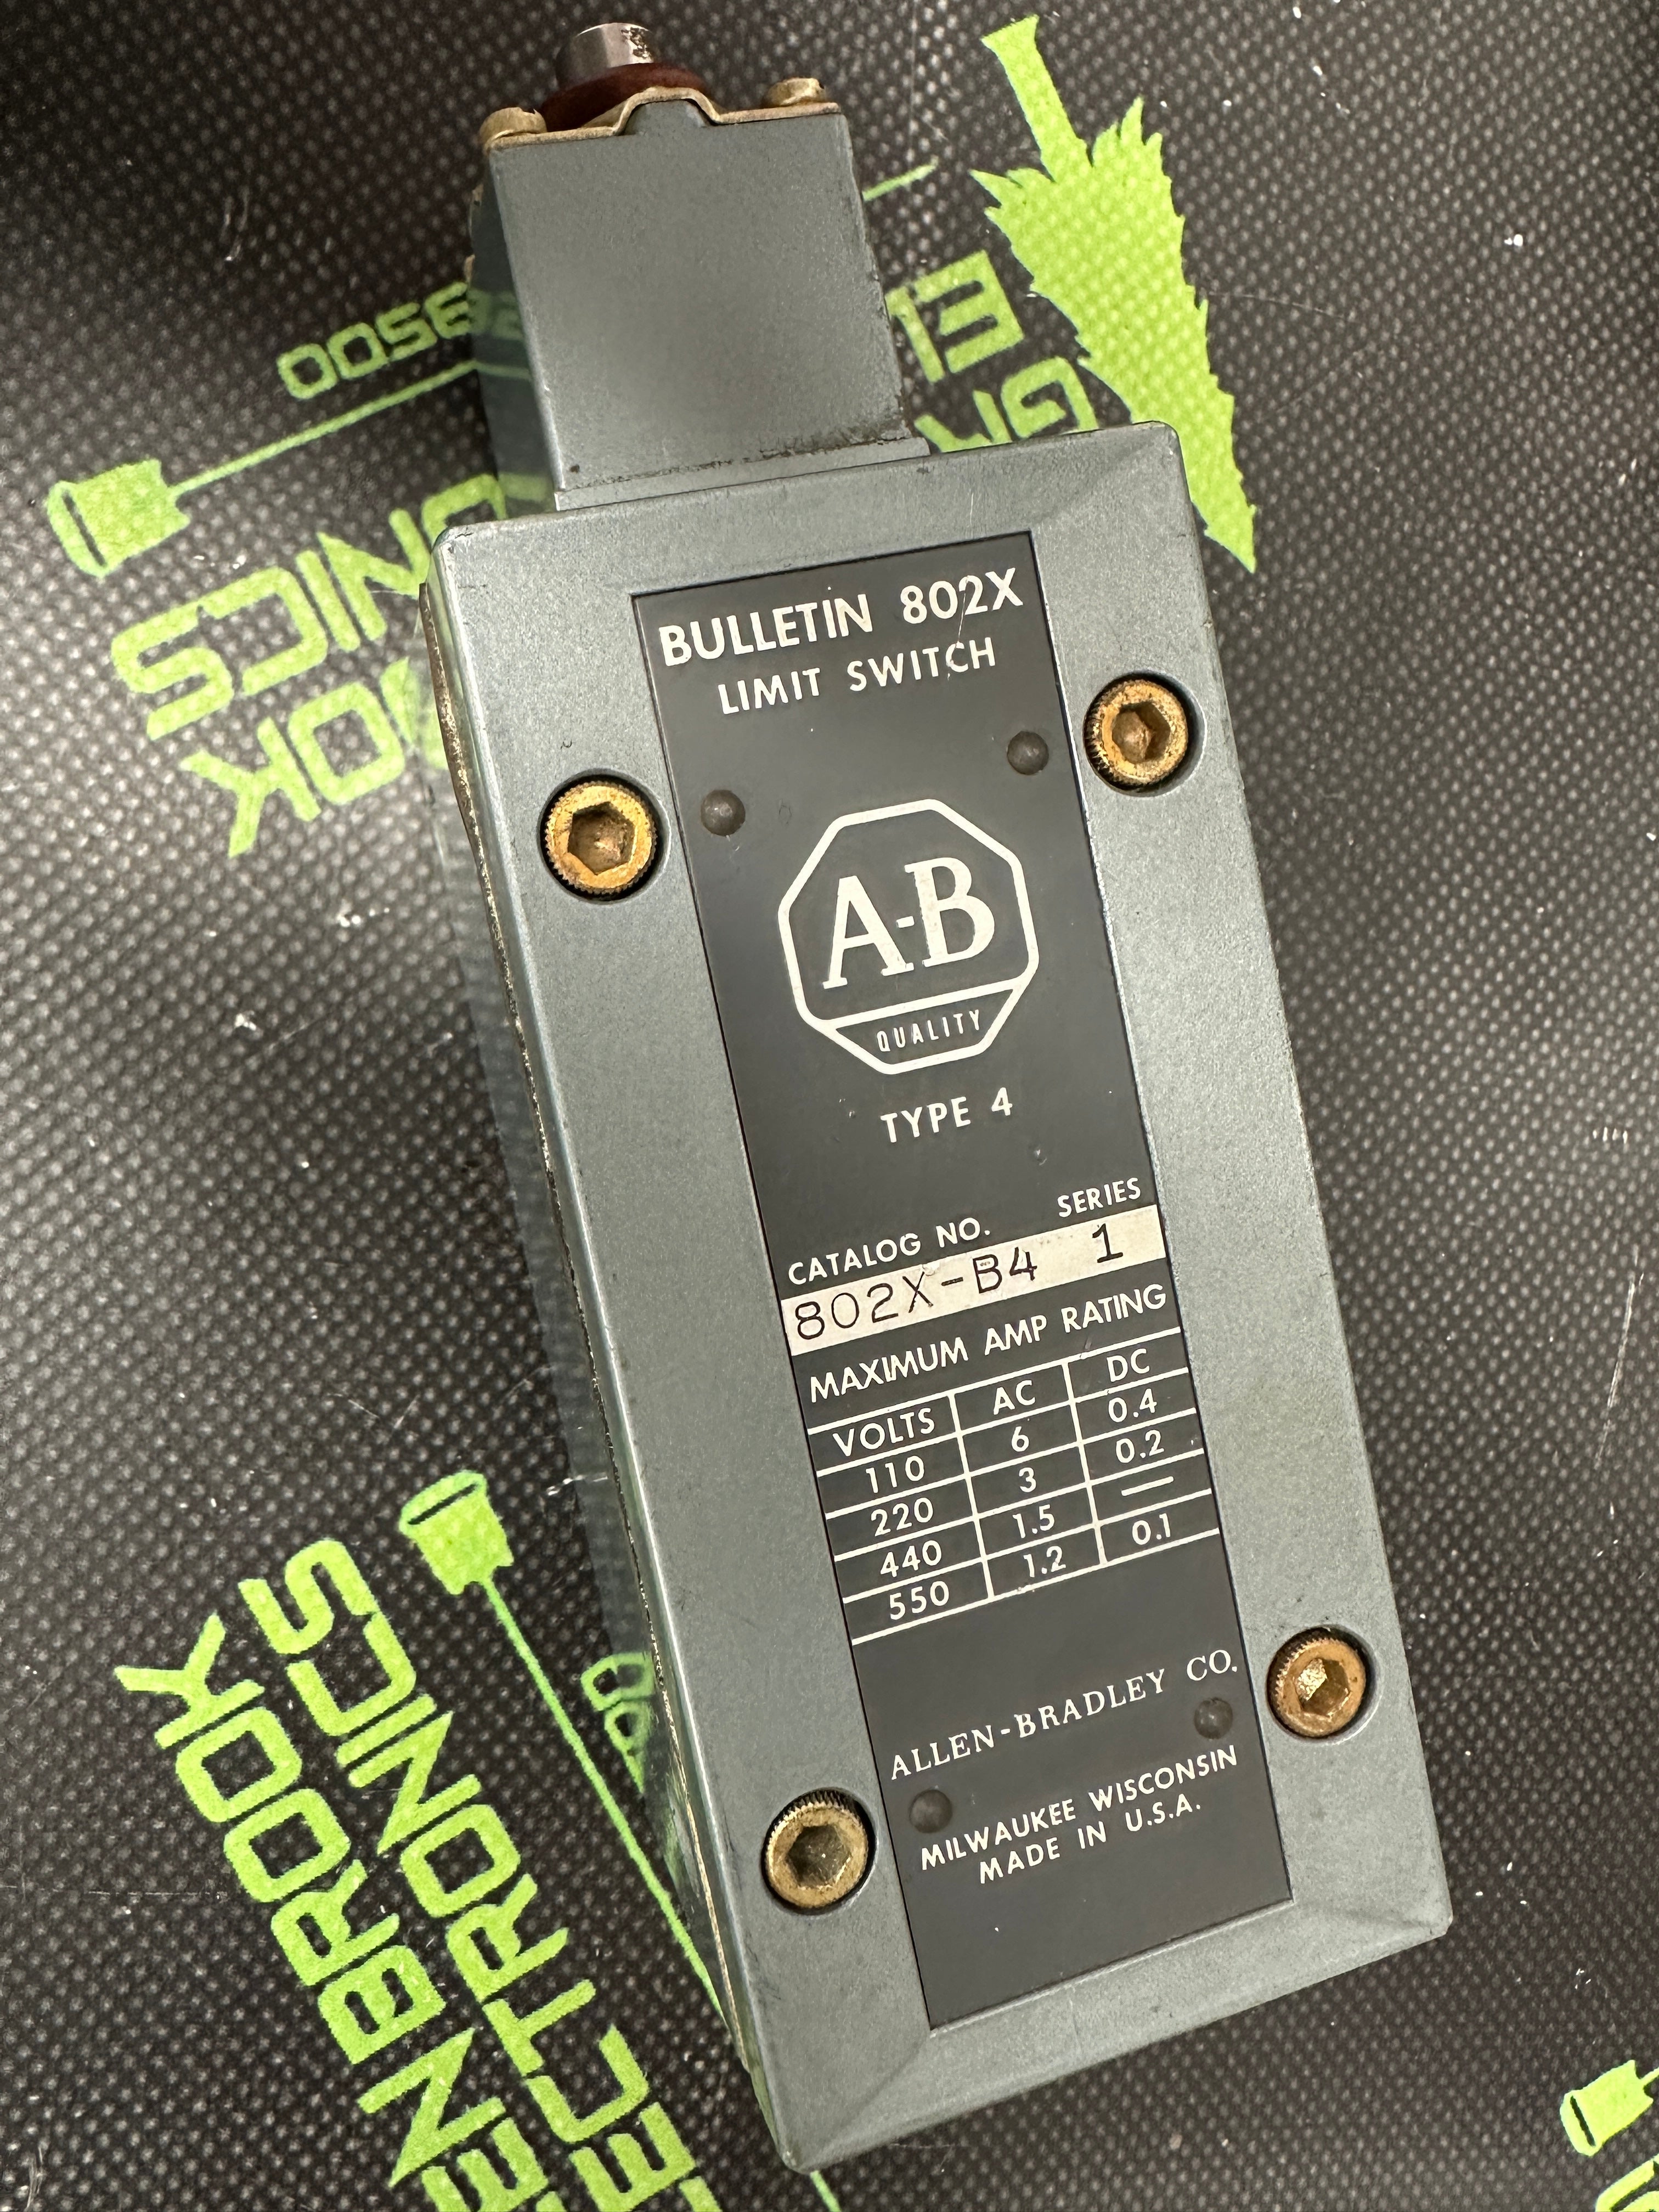 BULLETIN 802X
LIMIT SWITCH
A-B
QUALITY
TYPE 4
CATALOG NO. SERIES
802X-B4 1
MAXIMUM AMP RATING
VOLTS AC DC
110 6 0.4
220 3 0.2
440 1.5 —
550 1.2 0.1
ALLEN-BRADLEY CO.
MILWAUKEE WISCONSIN
MADE IN U.S.A.